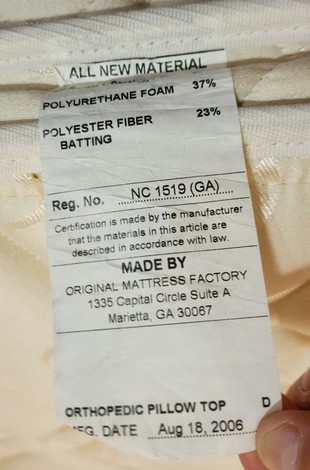 ALL NEW MATERIAL
POLYURETHANE FOAM 37%
POLYESTER FIBER 23%
BATTING
Reg. No. NC 1519 (GA)
Certification is made by the manufacturer
that the materials in this article are
described in accordance with law.
MADE BY
ORIGINAL MATTRESS FACTORY
1335 Capital Circle Suite A
Marietta, GA 30067
ORTHOPEDIC PILLOW TOP D
MFG. DATE Aug 18, 2006